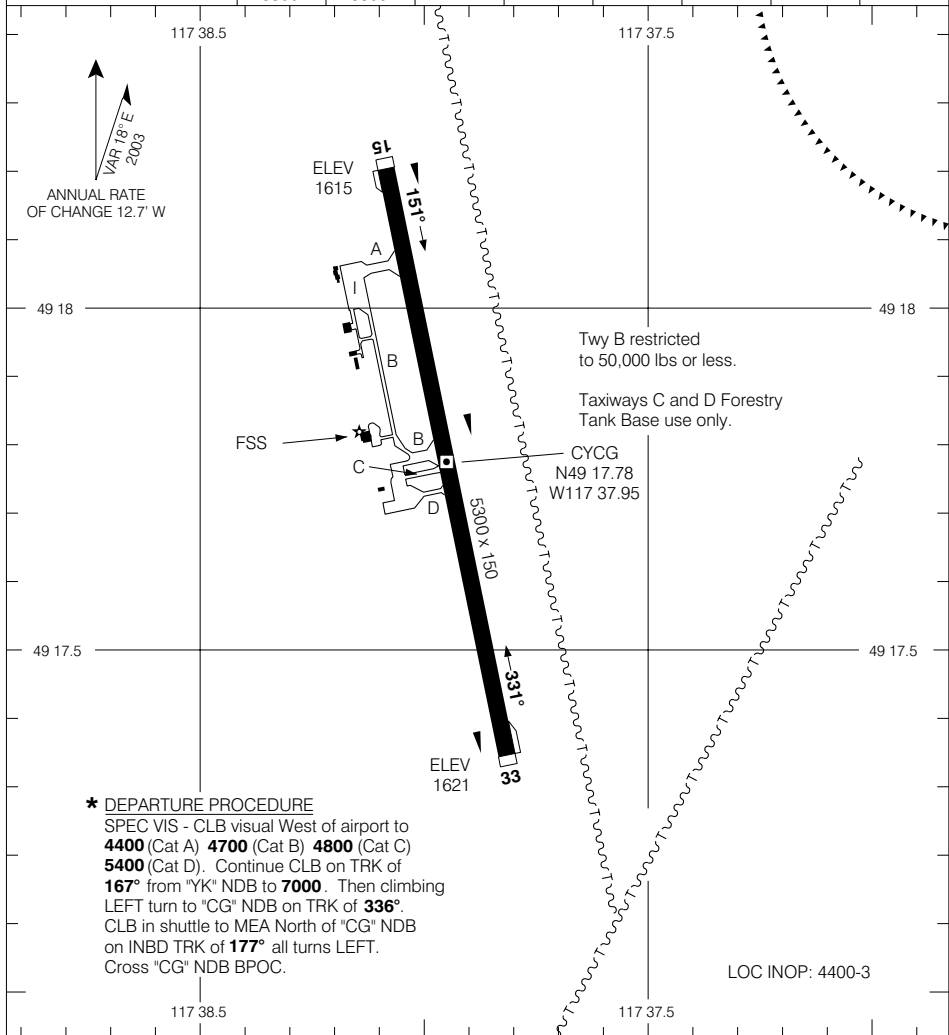 117 38.5
117 37.5
VAR 18° E
2003
ANNUAL RATE
OF CHANGE 12.7' W
ELEV
1615
15
151°
A
I
49 18
49 18
Twy B restricted
to 50,000 lbs or less.
B
Taxiways C and D Forestry
Tank Base use only.
FSS
B
C
CYCG
N49 17.78
W117 37.95
D
5300 x 150
49 17.5
49 17.5
331°
ELEV
1621
33
* DEPARTURE PROCEDURE
SPEC VIS - CLB visual West of airport to
4400 (Cat A) 4700 (Cat B) 4800 (Cat C)
5400 (Cat D). Continue CLB on TRK of
167° from "YK" NDB to 7000. Then climbing
LEFT turn to "CG" NDB on TRK of 336°.
CLB in shuttle to MEA North of "CG" NDB
on INBD TRK of 177° all turns LEFT.
Cross "CG" NDB BPOC.
LOC INOP: 4400-3
117 38.5
117 37.5